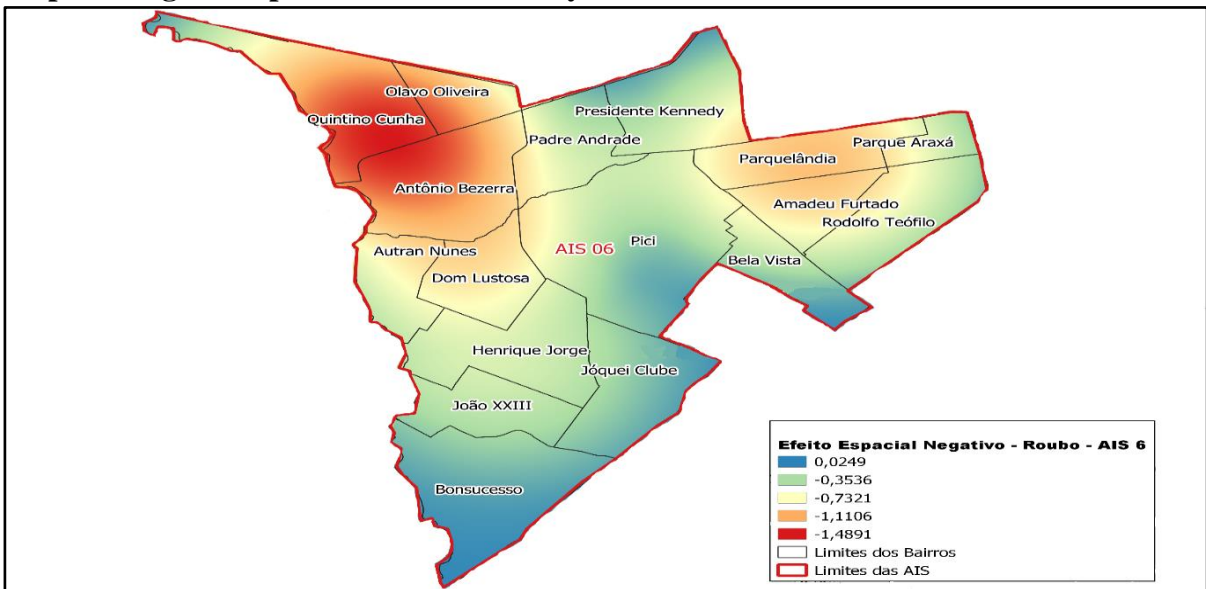 Olavo Oliveira
Quintino Cunha
Presidente Kennedy
Padre Andrade
Parque Araxá
Parquelândia
Antônio Bezerra
Amadeu Furtado
Rodolfo Teófilo
Autran Nunes
AIS 06
Pici
Bela Vista
Dom Lustosa
Henrique Jorge
Jóquei Clube
João XXIII
Bonsucesso
Efeito Espacial Negativo - Roubo - AIS 6
0,0249
-0,3536
-0,7321
-1,1106
-1,4891
Limites dos Bairros
Limites das AIS